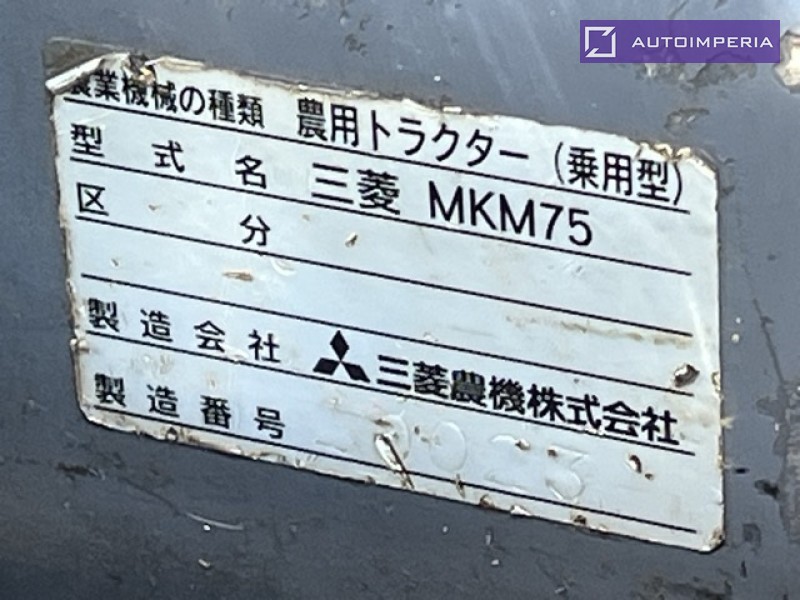 AUTOIMPERIA
農業機械の種類 農用トラクター(乗用型)
型式名 三菱 MKM75
区分
製造会社 三菱農機株式会社
製造番号